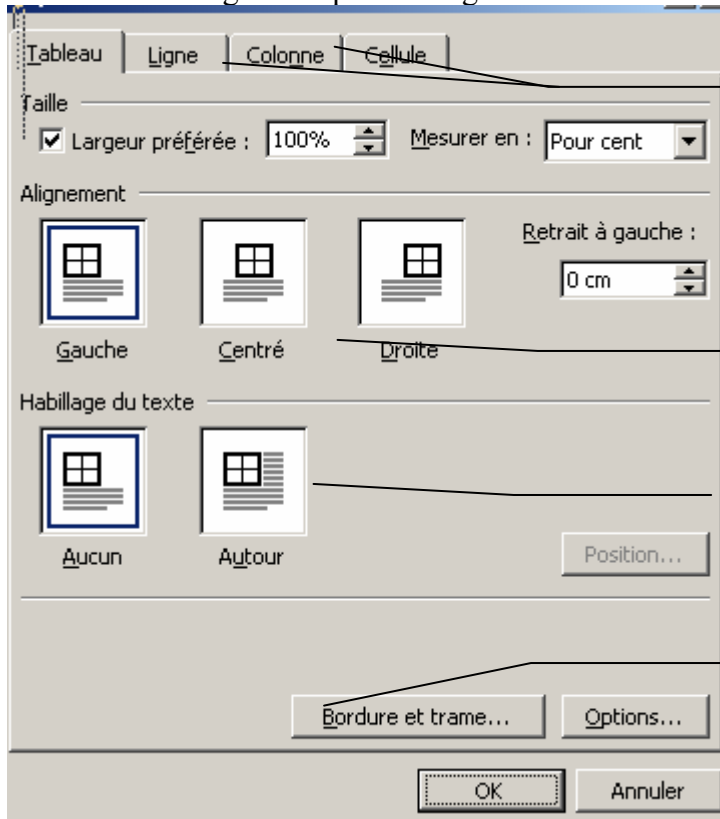 Tableau Ligne Colonne Cellule
Taille
Largeur préférée : 100% Mesurer en : Pour cent
Alignement
Retrait à gauche :
0 cm
Gauche Centré Droite
Habillage du texte
Aucun Autour
Position...
Bordure et trame... Options...
OK Annuler